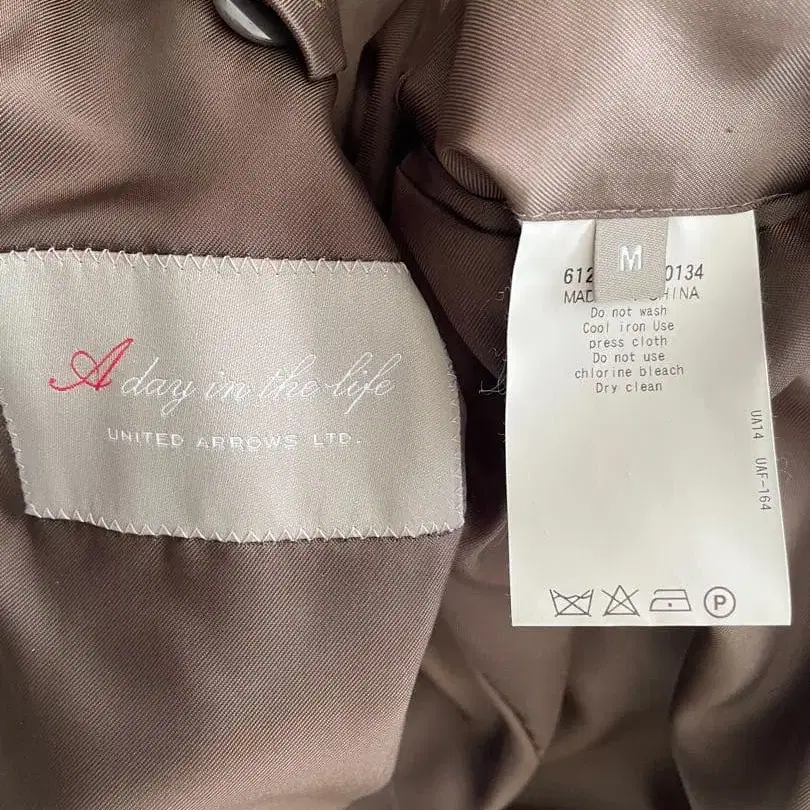 A day in the life
UNITED ARROWS LTD.
M
612 0134
MAD CHINA
Do not wash
Cool iron Use
press cloth
Do not use
chlorine bleach
Dry clean
UA14 UAF-164
P